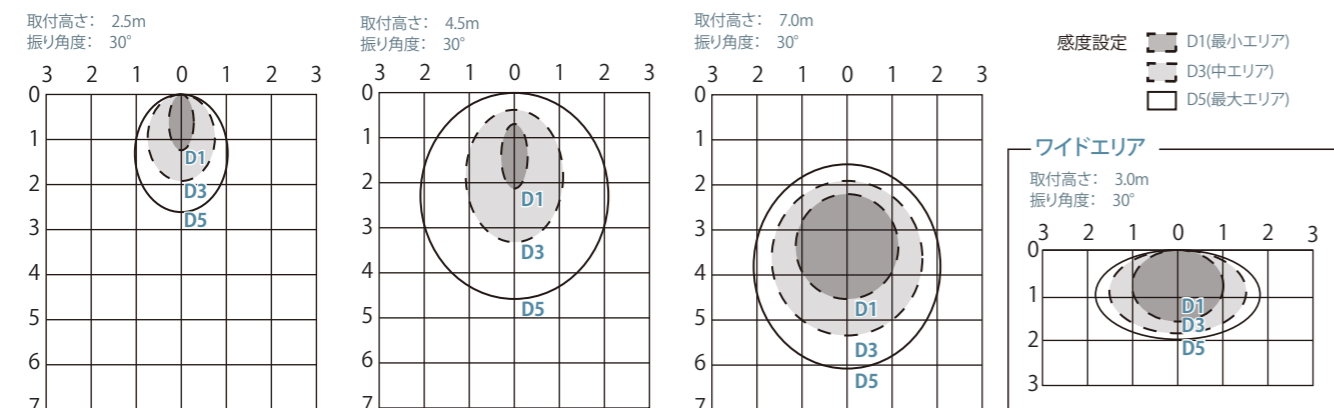 取付高さ： 2.5m
振り角度： 30°
3 2 1 0 1 2 3
0
1
2
3
4
5
6
7
D1
D3
D5
取付高さ： 4.5m
振り角度： 30°
3 2 1 0 1 2 3
0
1
2
3
4
5
6
7
D1
D3
D5
取付高さ： 7.0m
振り角度： 30°
3 2 1 0 1 2 3
0
1
2
3
4
5
6
7
D1
D3
D5
感度設定 D1(最小エリア)
D3(中エリア)
D5(最大エリア)
ワイドエリア
取付高さ： 3.0m
振り角度： 30°
3 2 1 0 1 2 3
0
1
2
3
D1
D3
D5